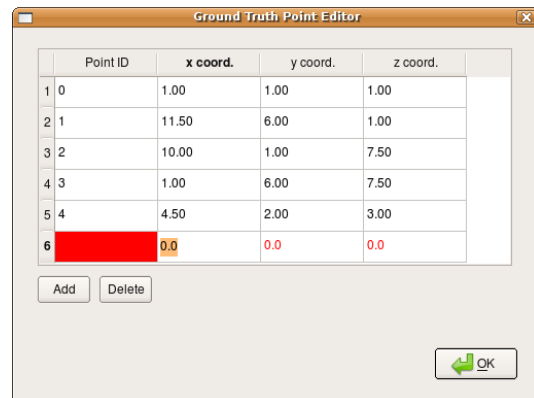 Ground Truth Point Editor
Point ID x coord. y coord. z coord.
1 0 1.00 1.00 1.00
2 1 11.50 6.00 1.00
3 2 10.00 1.00 7.50
4 3 1.00 6.00 7.50
5 4 4.50 2.00 3.00
6 0.0 0.0 0.0
Add Delete
OK